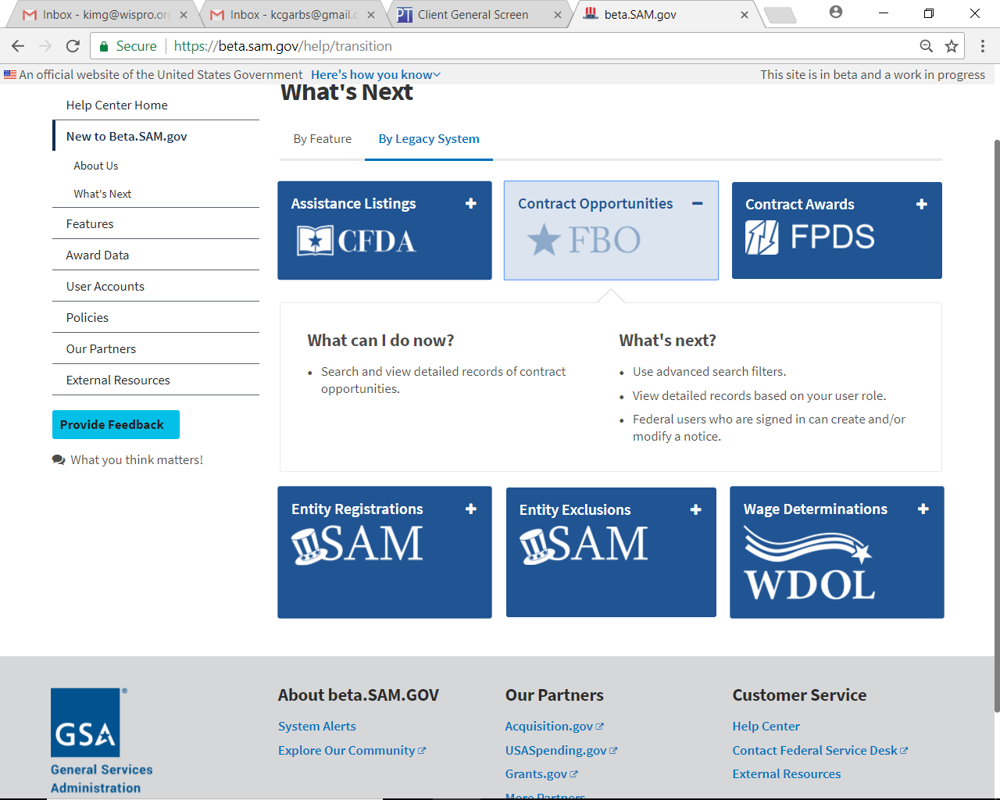 Inbox - kimg@wispro.org
Inbox - kcgarbs@gmail.c
PT Client General Screen
beta.SAM.gov
Secure https://beta.sam.gov/help/transition
An official website of the United States Government Here's how you know
This site is in beta and a work in progress
What's Next
Help Center Home
New to Beta.SAM.gov
About Us
What's Next
Features
Award Data
User Accounts
Policies
Our Partners
External Resources
Provide Feedback
What you think matters!
By Feature By Legacy System
Assistance Listings
CFDA
Contract Opportunities
FBO
Contract Awards
FPDS
What can I do now?
• Search and view detailed records of contract
opportunities.
What's next?
• Use advanced search filters.
• View detailed records based on your user role.
• Federal users who are signed in can create and/or
modify a notice.
Entity Registrations
SAM
Entity Exclusions
SAM
Wage Determinations
WDOL
GSA®
General Services
Administration
About beta.SAM.GOV
System Alerts
Explore Our Community
Our Partners
Acquisition.gov
USASpending.gov
Grants.gov
More Partners
Customer Service
Help Center
Contact Federal Service Desk
External Resources